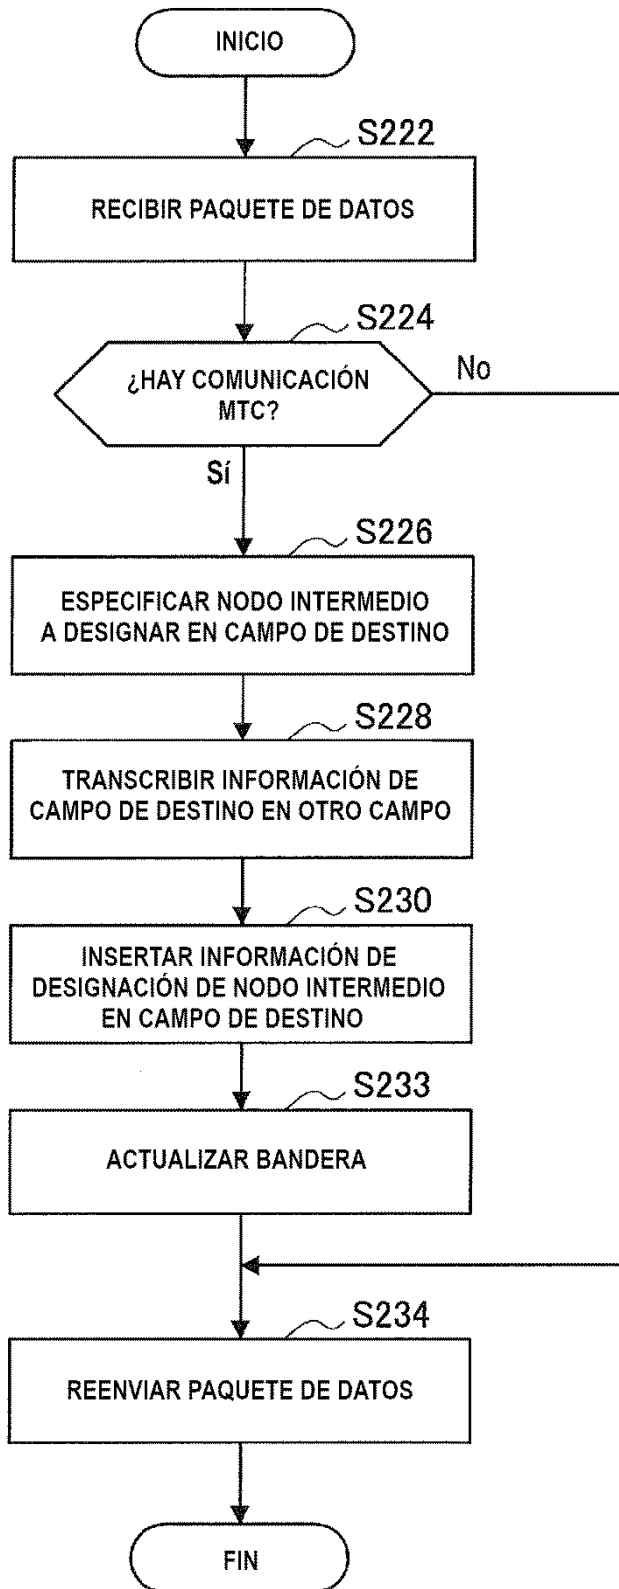 INICIO
S222
RECIBIR PAQUETE DE DATOS
S224
¿HAY COMUNICACIÓN
MTC?
No
Sí
S226
ESPECIFICAR NODO INTERMEDIO
A DESIGNAR EN CAMPO DE DESTINO
S228
TRANSCRIBIR INFORMACIÓN DE
CAMPO DE DESTINO EN OTRO CAMPO
S230
INSERTAR INFORMACIÓN DE
DESIGNACIÓN DE NODO INTERMEDIO
EN CAMPO DE DESTINO
S233
ACTUALIZAR BANDERA
S234
REENVIAR PAQUETE DE DATOS
FIN